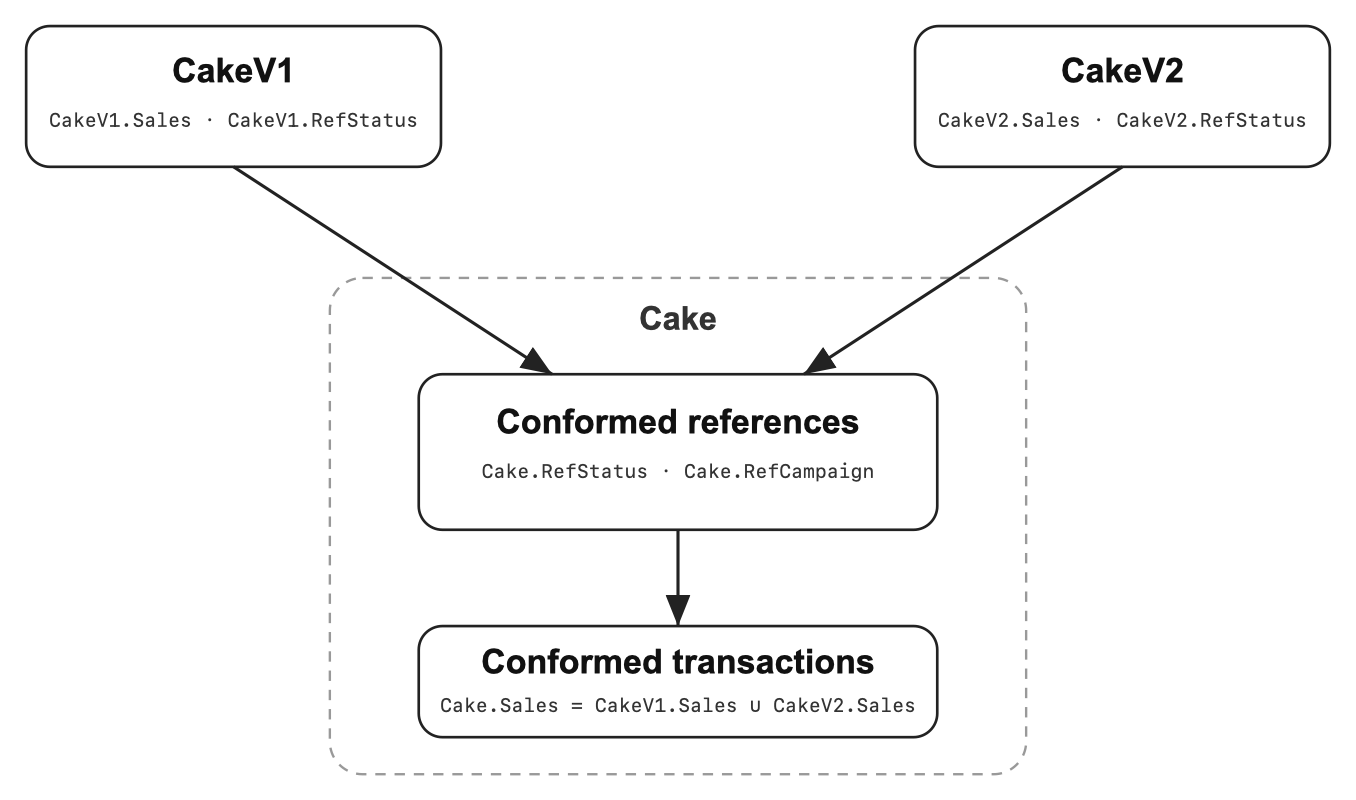 CakeV1
CakeV1.Sales · CakeV1.RefStatus
CakeV2
CakeV2.Sales · CakeV2.RefStatus
Cake
Conformed references
Cake.RefStatus · Cake.RefCampaign
Conformed transactions
Cake.Sales = CakeV1.Sales ∪ CakeV2.Sales